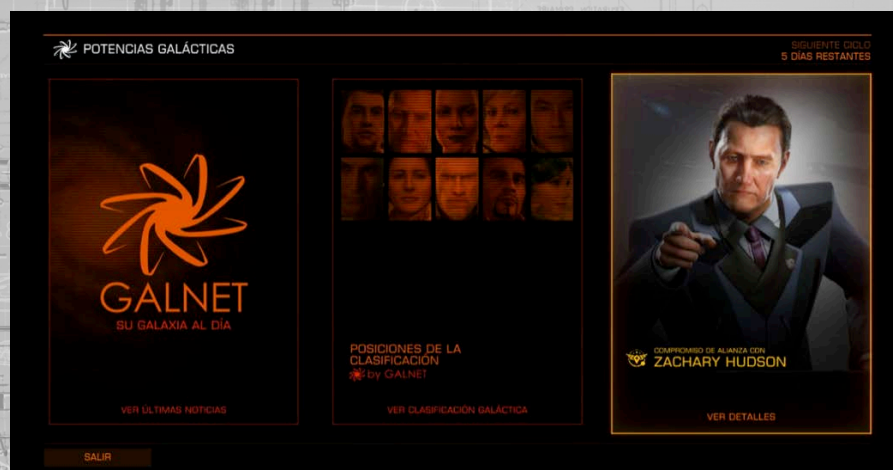 POTENCIAS GALÁCTICAS
SIGUIENTE CICLO
5 DÍAS RESTANTES
GALNET
SU GALAXIA AL DÍA
VER ÚLTIMAS NOTICIAS
POSICIONES DE LA
CLASIFICACIÓN
by GALNET
VER CLASIFICACIÓN GALÁCTICA
COMPROMISO DE ALIANZA CON
ZACHARY HUDSON
VER DETALLES
SALIR